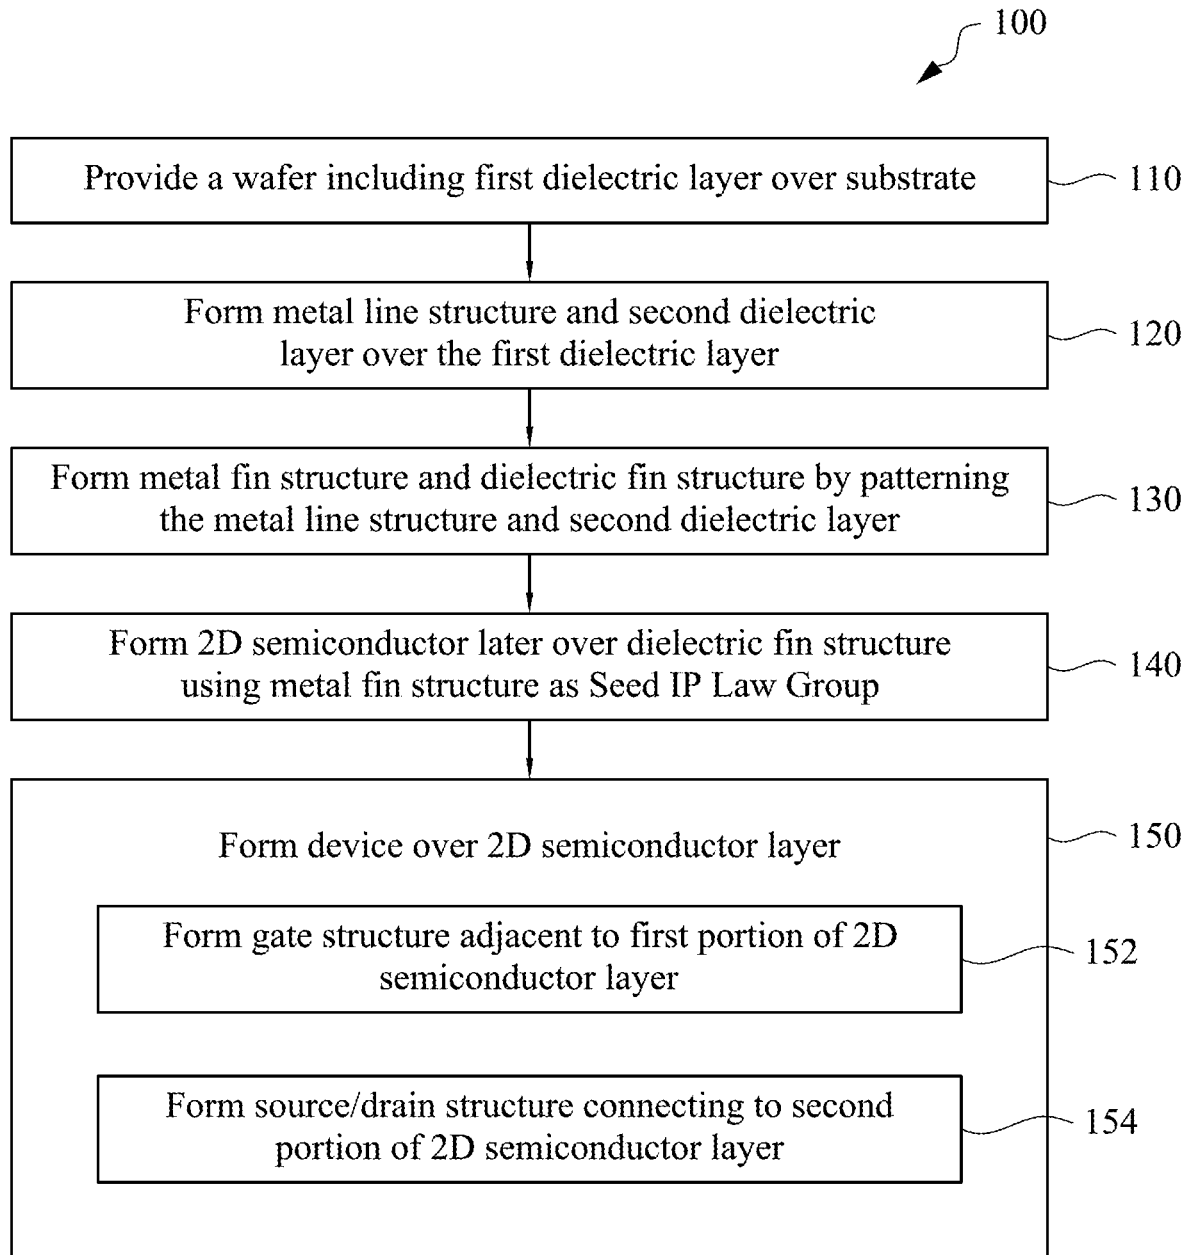 100
Provide a wafer including first dielectric layer over substrate
110
Form metal line structure and second dielectric
layer over the first dielectric layer
120
Form metal fin structure and dielectric fin structure by patterning
the metal line structure and second dielectric layer
130
Form 2D semiconductor later over dielectric fin structure
using metal fin structure as Seed IP Law Group
140
Form device over 2D semiconductor layer
150
Form gate structure adjacent to first portion of 2D
semiconductor layer
152
Form source/drain structure connecting to second
portion of 2D semiconductor layer
154